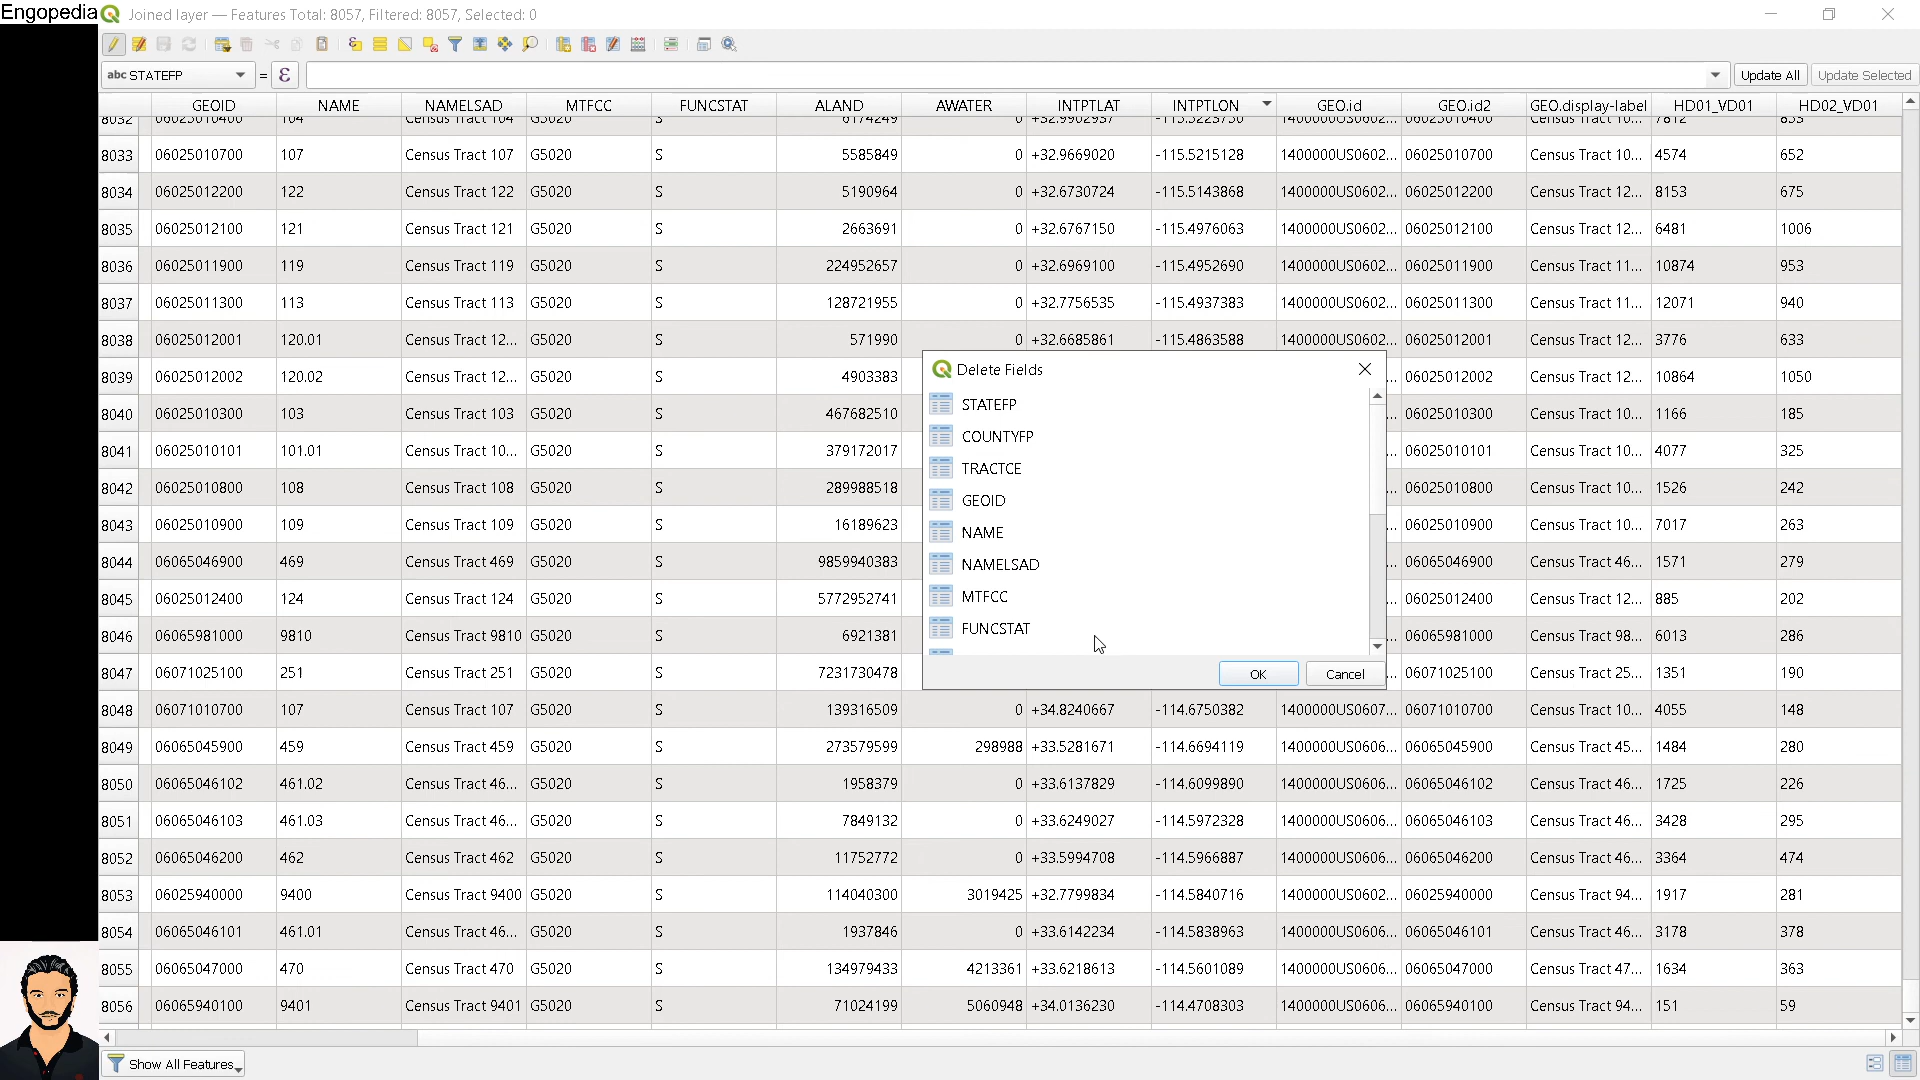 Engopedia
Joined layer — Features Total: 8057, Filtered: 8057, Selected: 0
abc STATEFP = ε Update All Update Selected
GEOID NAME NAMELSAD MTFCC FUNCSTAT ALAND AWATER INTPTLAT INTPTLON GEO.id GEO.id2 GEO.display-label HD01_VD01 HD02_VD01
8032 06025010400 104 Census Tract 104 G5020 S 6174249 0 +32.9902937 -115.5223750 1400000US0602... 06025010400 Census Tract 10... 7812 853
8033 06025010700 107 Census Tract 107 G5020 S 5585849 0 +32.9669020 -115.5215128 1400000US0602... 06025010700 Census Tract 10... 4574 652
8034 06025012200 122 Census Tract 122 G5020 S 5190964 0 +32.6730724 -115.5143868 1400000US0602... 06025012200 Census Tract 12... 8153 675
8035 06025012100 121 Census Tract 121 G5020 S 2663691 0 +32.6767150 -115.4976063 1400000US0602... 06025012100 Census Tract 12... 6481 1006
8036 06025011900 119 Census Tract 119 G5020 S 224952657 0 +32.6969100 -115.4952690 1400000US0602... 06025011900 Census Tract 11... 10874 953
8037 06025011300 113 Census Tract 113 G5020 S 128721955 0 +32.7756535 -115.4937383 1400000US0602... 06025011300 Census Tract 11... 12071 940
8038 06025012001 120.01 Census Tract 12... G5020 S 571990 0 +32.6685861 -115.4863588 1400000US0602... 06025012001 Census Tract 12... 3776 633
8039 06025012002 120.02 Census Tract 12... G5020 S 4903383 ... 06025012002 Census Tract 12... 10864 1050
8040 06025010300 103 Census Tract 103 G5020 S 467682510 ... 06025010300 Census Tract 10... 1166 185
8041 06025010101 101.01 Census Tract 10... G5020 S 379172017 ... 06025010101 Census Tract 10... 4077 325
8042 06025010800 108 Census Tract 108 G5020 S 289988518 ... 06025010800 Census Tract 10... 1526 242
8043 06025010900 109 Census Tract 109 G5020 S 16189623 ... 06025010900 Census Tract 10... 7017 263
8044 06065046900 469 Census Tract 469 G5020 S 9859940383 ... 06065046900 Census Tract 46... 1571 279
8045 06025012400 124 Census Tract 124 G5020 S 5772952741 ... 06025012400 Census Tract 12... 885 202
8046 06065981000 9810 Census Tract 9810 G5020 S 6921381 ... 06065981000 Census Tract 98... 6013 286
8047 06071025100 251 Census Tract 251 G5020 S 7231730478 ... 06071025100 Census Tract 25... 1351 190
8048 06071010700 107 Census Tract 107 G5020 S 139316509 0 +34.8240667 -114.6750382 1400000US0607... 06071010700 Census Tract 10... 4055 148
8049 06065045900 459 Census Tract 459 G5020 S 273579599 298988 +33.5281671 -114.6694119 1400000US0606... 06065045900 Census Tract 45... 1484 280
8050 06065046102 461.02 Census Tract 46... G5020 S 1958379 0 +33.6137829 -114.6099890 1400000US0606... 06065046102 Census Tract 46... 1725 226
8051 06065046103 461.03 Census Tract 46... G5020 S 7849132 0 +33.6249027 -114.5972328 1400000US0606... 06065046103 Census Tract 46... 3428 295
8052 06065046200 462 Census Tract 462 G5020 S 11752772 0 +33.5994708 -114.5966887 1400000US0606... 06065046200 Census Tract 46... 3364 474
8053 06025940000 9400 Census Tract 9400 G5020 S 114040300 3019425 +32.7799834 -114.5840716 1400000US0602... 06025940000 Census Tract 94... 1917 281
8054 06065046101 461.01 Census Tract 46... G5020 S 1937846 0 +33.6142234 -114.5838963 1400000US0606... 06065046101 Census Tract 46... 3178 378
8055 06065047000 470 Census Tract 470 G5020 S 134979433 4213361 +33.6218613 -114.5601089 1400000US0606... 06065047000 Census Tract 47... 1634 363
8056 06065940100 9401 Census Tract 9401 G5020 S 71024199 5060948 +34.0136230 -114.4708303 1400000US0606... 06065940100 Census Tract 94... 151 59
Delete Fields
STATEFP
COUNTYFP
TRACTCE
GEOID
NAME
NAMELSAD
MTFCC
FUNCSTAT
OK Cancel
Show All Features